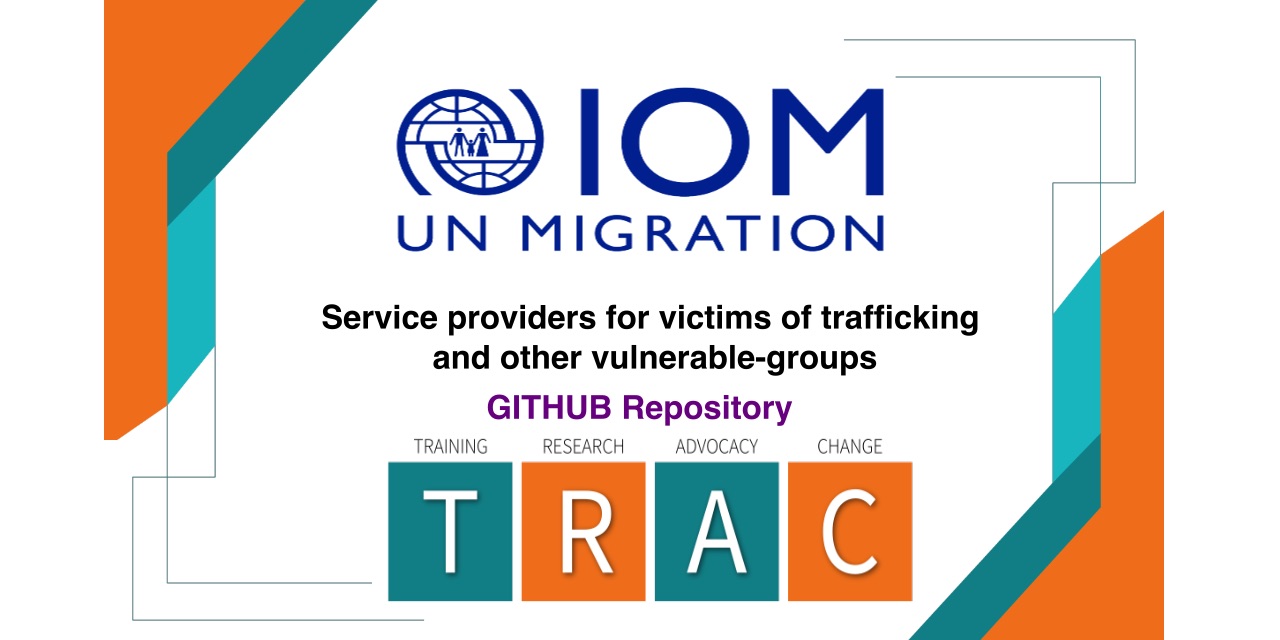 IOM
UN MIGRATION
Service providers for victims of trafficking
and other vulnerable-groups
GITHUB Repository
TRAINING RESEARCH ADVOCACY CHANGE
T R A C